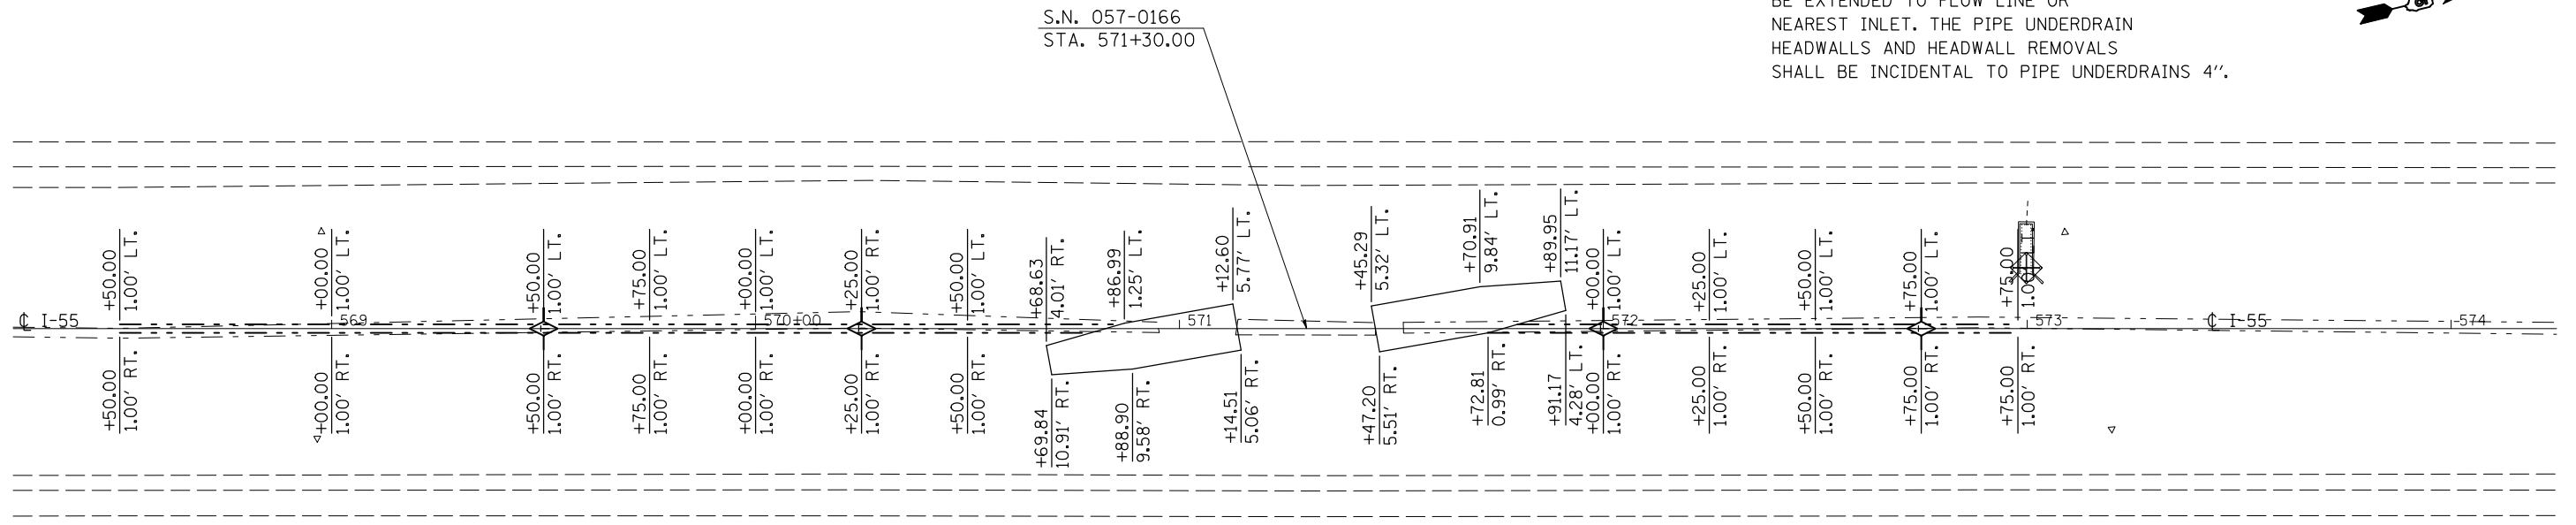 S.N. 057-0166
STA. 571+30.00
BE EXTENDED TO FLOW LINE OR
NEAREST INLET. THE PIPE UNDERDRAIN
HEADWALLS AND HEADWALL REMOVALS
SHALL BE INCIDENTAL TO PIPE UNDERDRAINS 4".
+50.00
1.00' LT.
+00.00
1.00' LT.
+50.00
1.00' LT.
+75.00
1.00' LT.
+00.00
1.00' LT.
+25.00
1.00' RT.
+50.00
1.00' LT.
+68.63
4.01' RT.
+86.99
1.25' LT.
+12.60
5.77' LT.
+45.29
5.32' LT.
+70.91
9.84' LT.
+89.95
11.17' LT.
+00.00
1.00' LT.
+25.00
1.00' LT.
+50.00
1.00' LT.
+75.00
1.00' LT.
+75.00
℄ I-55
569
570+00
571
572
573
℄ I-55
574
+50.00
1.00' RT.
+00.00
1.00' RT.
+50.00
1.00' RT.
+75.00
1.00' RT.
+00.00
1.00' RT.
+25.00
1.00' RT.
+50.00
1.00' RT.
+69.84
10.91' RT.
+88.90
9.58' RT.
+14.51
5.06' RT.
+47.20
5.51' RT.
+72.81
0.99' RT.
+91.17
4.28' LT.
+00.00
1.00' RT.
+25.00
1.00' RT.
+50.00
1.00' RT.
+75.00
1.00' RT.
+75.00
1.00' RT.